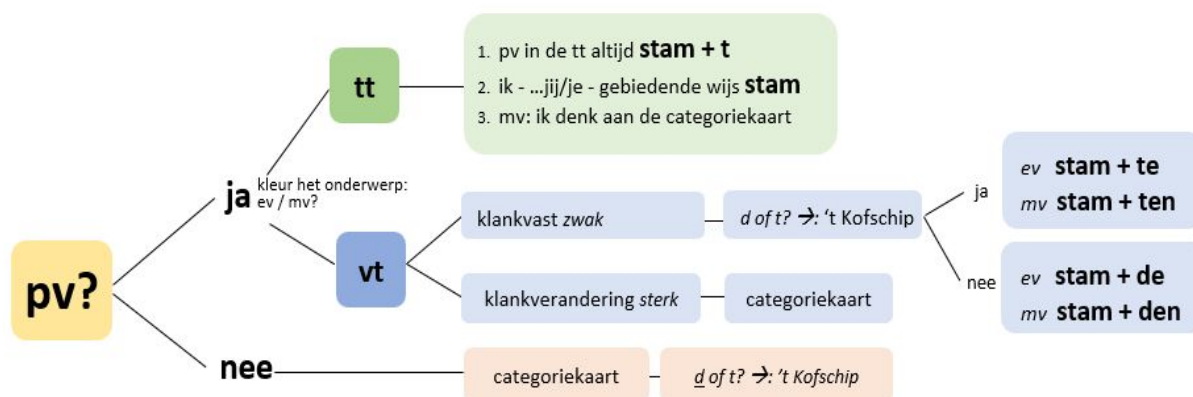 pv?
ja
kleur het onderwerp:
ev / mv?
tt
1. pv in de tt altijd stam + t
2. ik - ...jij/je - gebiedende wijs stam
3. mv: ik denk aan de categoriekaart
vt
klankvast zwak
d of t? →: 't Kofschip
ja
ev stam + te
mv stam + ten
nee
ev stam + de
mv stam + den
klankverandering sterk
categoriekaart
nee
categoriekaart
d of t? →: 't Kofschip